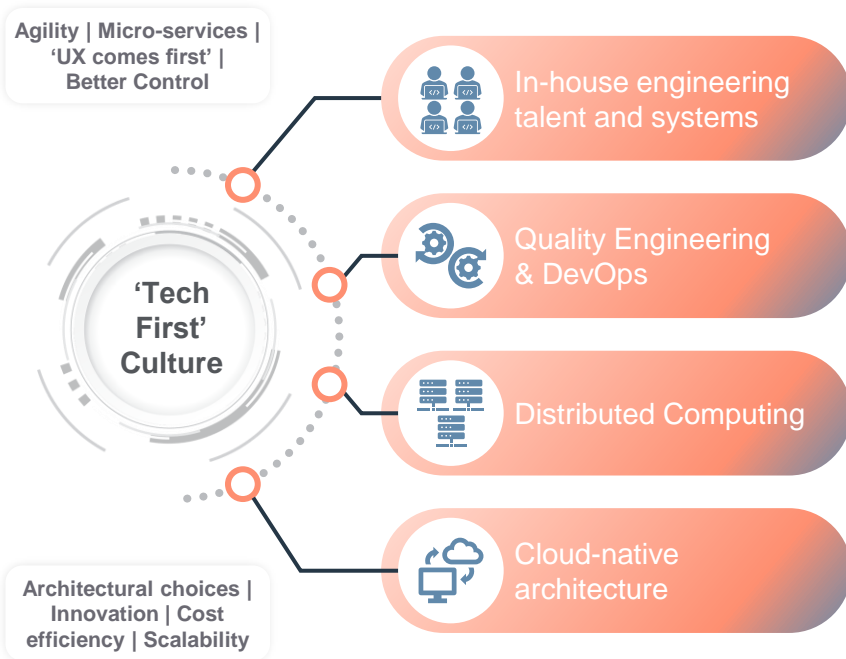 Agility | Micro-services |
‘UX comes first’ |
Better Control
In-house engineering
talent and systems
Quality Engineering
& DevOps
‘Tech
First’
Culture
Distributed Computing
Cloud-native
architecture
Architectural choices |
Innovation | Cost
efficiency | Scalability